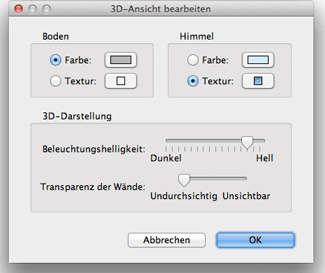 3D-Ansicht bearbeiten
Boden
Farbe:
Textur:
Himmel
Farbe:
Textur:
3D-Darstellung
Beleuchtungshelligkeit:
Dunkel Hell
Transparenz der Wände:
Undurchsichtig Unsichtbar
Abbrechen OK